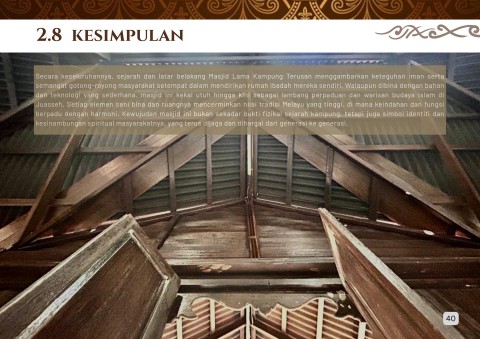 2.8 KESIMPULAN
Secara keseluruhannya, sejarah dan latar belakang Masjid Lama Kampung Terusan menggambarkan keteguhan iman serta
semangat gotong-royong masyarakat setempat dalam mendirikan rumah ibadah mereka sendiri. Walaupun dibina dengan bahan
dan teknologi yang sederhana, masjid ini kekal utuh hingga kini sebagai lambang perpaduan dan warisan budaya Islam di
Juasseh. Setiap elemen seni bina dan ruangnya mencerminkan nilai tradisi Melayu yang tinggi, di mana keindahan dan fungsi
berpadu dengan harmoni. Kewujudan masjid ini bukan sekadar bukti fizikal sejarah kampung, tetapi juga simbol identiti dan
kesinambungan spiritual masyarakatnya, yang terus dijaga dan dihargai dari generasi ke generasi.
40